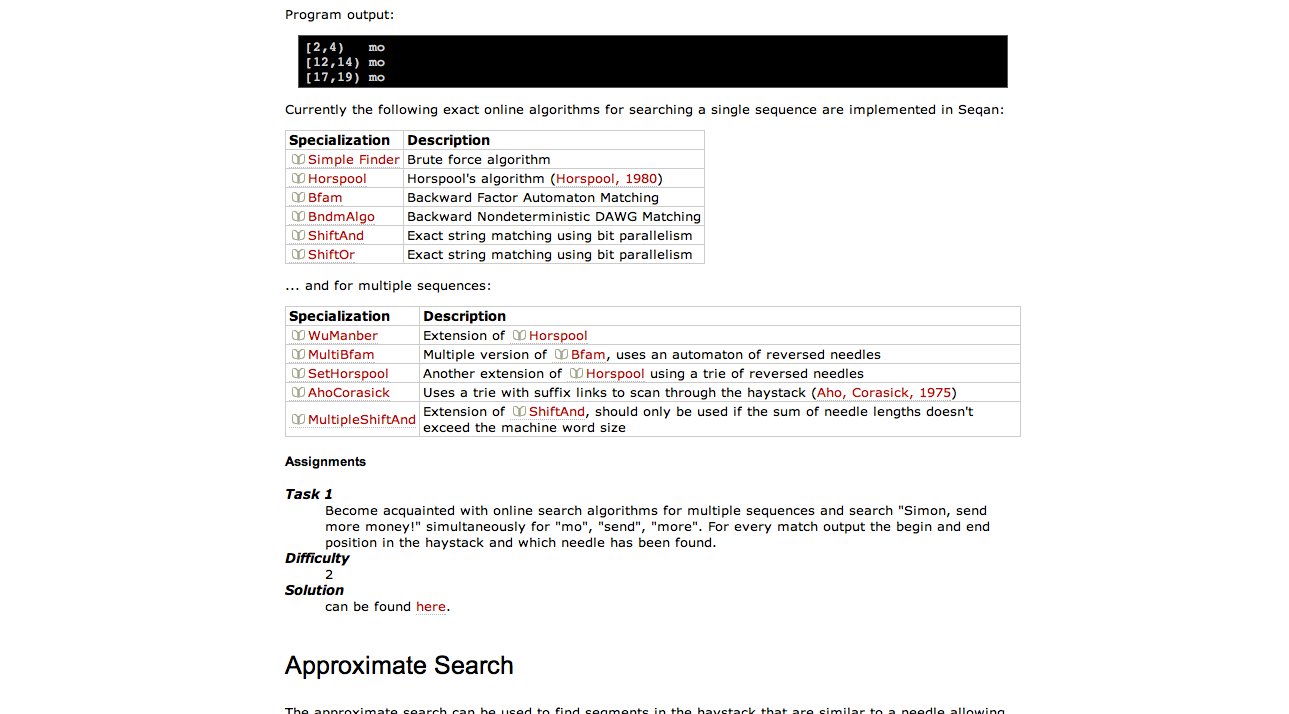 Program output:
[2,4)   mo
[12,14) mo
[17,19) mo
Currently the following exact online algorithms for searching a single sequence are implemented in Seqan:
Specialization Description
Simple Finder Brute force algorithm
Horspool Horspool's algorithm (Horspool, 1980)
Bfam Backward Factor Automaton Matching
BndmAlgo Backward Nondeterministic DAWG Matching
ShiftAnd Exact string matching using bit parallelism
ShiftOr Exact string matching using bit parallelism
... and for multiple sequences:
Specialization Description
WuManber Extension of Horspool
MultiBfam Multiple version of Bfam, uses an automaton of reversed needles
SetHorspool Another extension of Horspool using a trie of reversed needles
AhoCorasick Uses a trie with suffix links to scan through the haystack (Aho, Corasick, 1975)
MultipleShiftAnd Extension of ShiftAnd, should only be used if the sum of needle lengths doesn't
exceed the machine word size
Assignments
Task 1
Become acquainted with online search algorithms for multiple sequences and search "Simon, send
more money!" simultaneously for "mo", "send", "more". For every match output the begin and end
position in the haystack and which needle has been found.
Difficulty
2
Solution
can be found here.
Approximate Search
The approximate search can be used to find segments in the haystack that are similar to a needle allowing